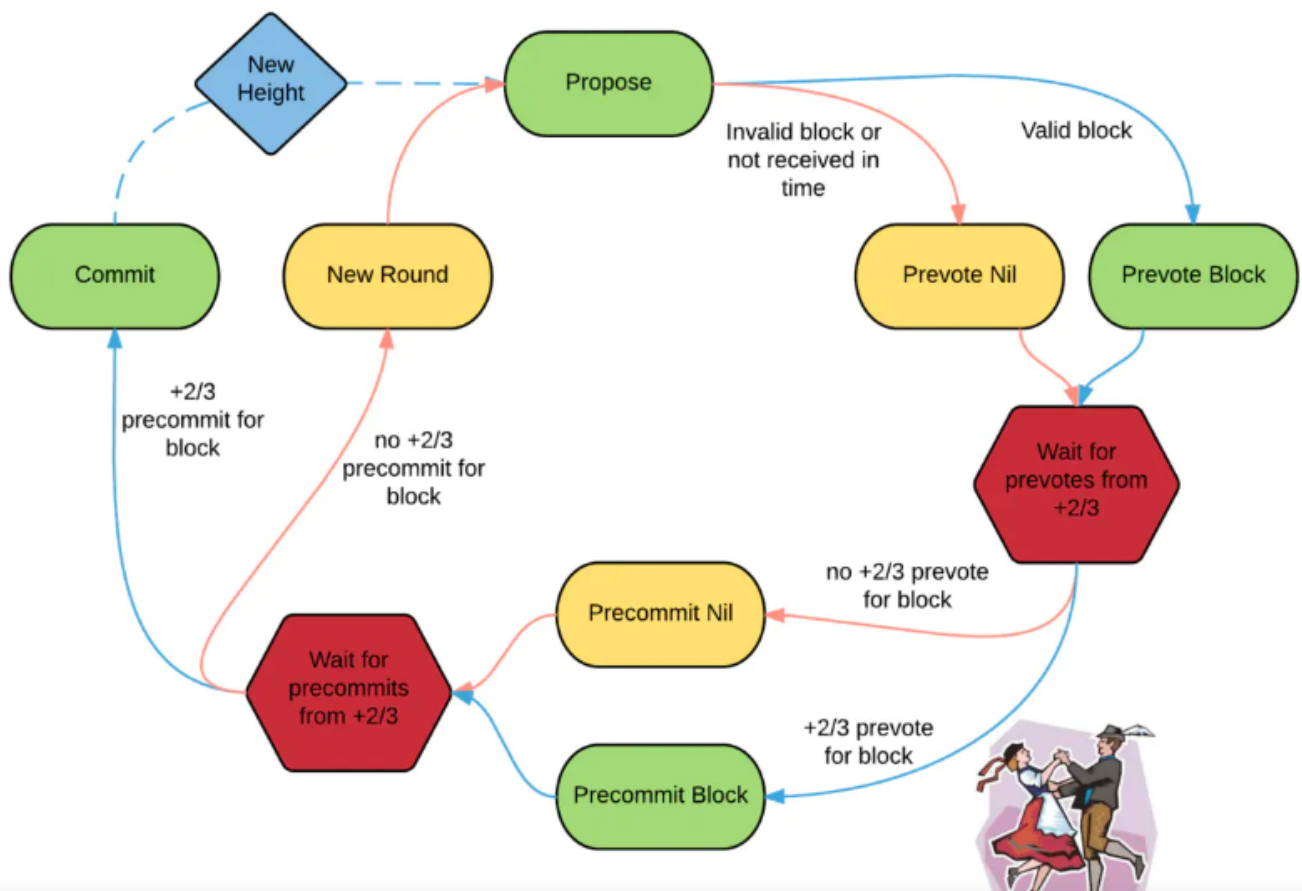 New
Height
Propose
Invalid block or
not received in
time
Valid block
Commit
New Round
Prevote Nil
Prevote Block
+2/3
precommit for
block
no +2/3
precommit for
block
Wait for
prevotes from
+2/3
no +2/3 prevote
for block
Precommit Nil
Wait for
precommits
from +2/3
+2/3 prevote
for block
Precommit Block